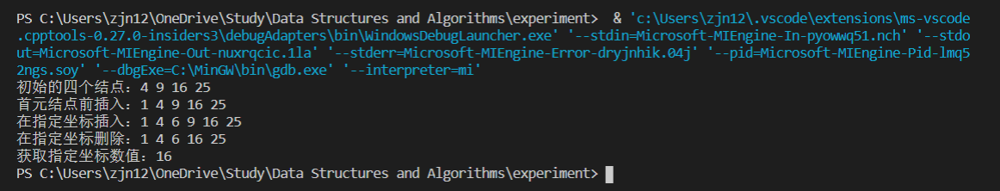 PS C:\Users\zjn12\OneDrive\Study\Data Structures and Algorithms\experiment>  & 'c:\Users\zjn12\.vscode\extensions\ms-vscode
.cpptools-0.27.0-insiders3\debugAdapters\bin\WindowsDebugLauncher.exe' '--stdin=Microsoft-MIEngine-In-pyowwq51.nch' '--stdo
ut=Microsoft-MIEngine-Out-nuxrqcic.1la' '--stderr=Microsoft-MIEngine-Error-dryjnhik.04j' '--pid=Microsoft-MIEngine-Pid-lmq5
2ngs.soy' '--dbgExe=C:\MinGW\bin\gdb.exe' '--interpreter=mi'
初始的四个结点：4 9 16 25
首元结点前插入：1 4 9 16 25
在指定坐标插入：1 4 6 9 16 25
在指定坐标删除：1 4 6 16 25
获取指定坐标数值：16
PS C:\Users\zjn12\OneDrive\Study\Data Structures and Algorithms\experiment>